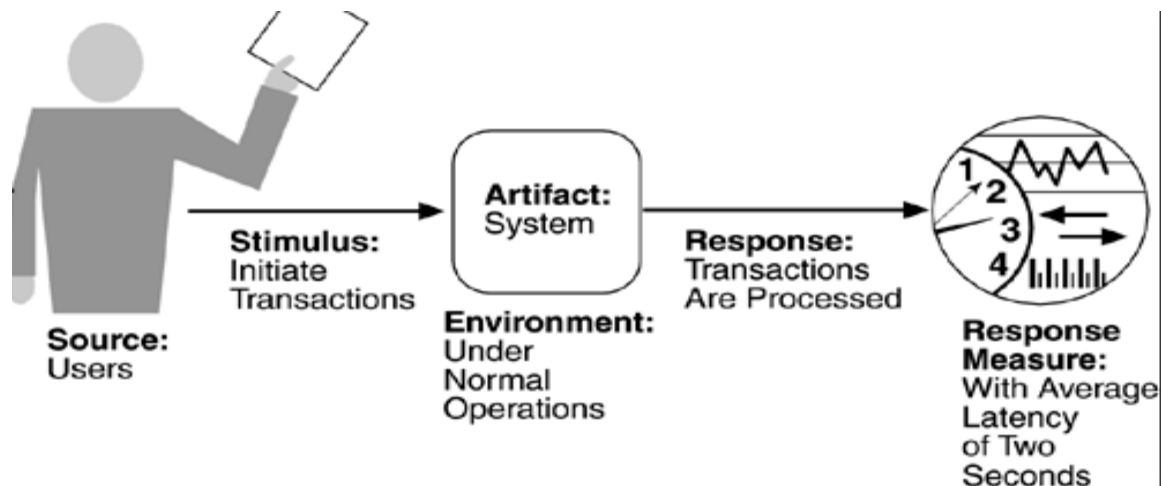 Source:
Users
Stimulus:
Initiate
Transactions
Artifact:
System
Environment:
Under
Normal
Operations
Response:
Transactions
Are Processed
1
2
3
4
Response
Measure:
With Average
Latency
of Two
Seconds